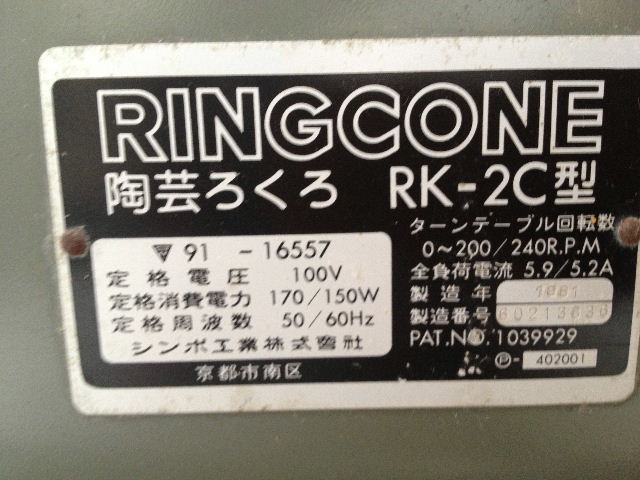 RINGCONE
陶芸ろくろ RK-2C型
91-16557
定格電圧 100V
定格消費電力 170/150W
定格周波数 50/60Hz
シンポ工業株式会社
京都市南区
ターンテーブル回転数
0~200/240R.P.M
全負荷電流 5.9/5.2A
製造年 1981
製造番号
PAT.NO. 1039929
Ⓟ-402001